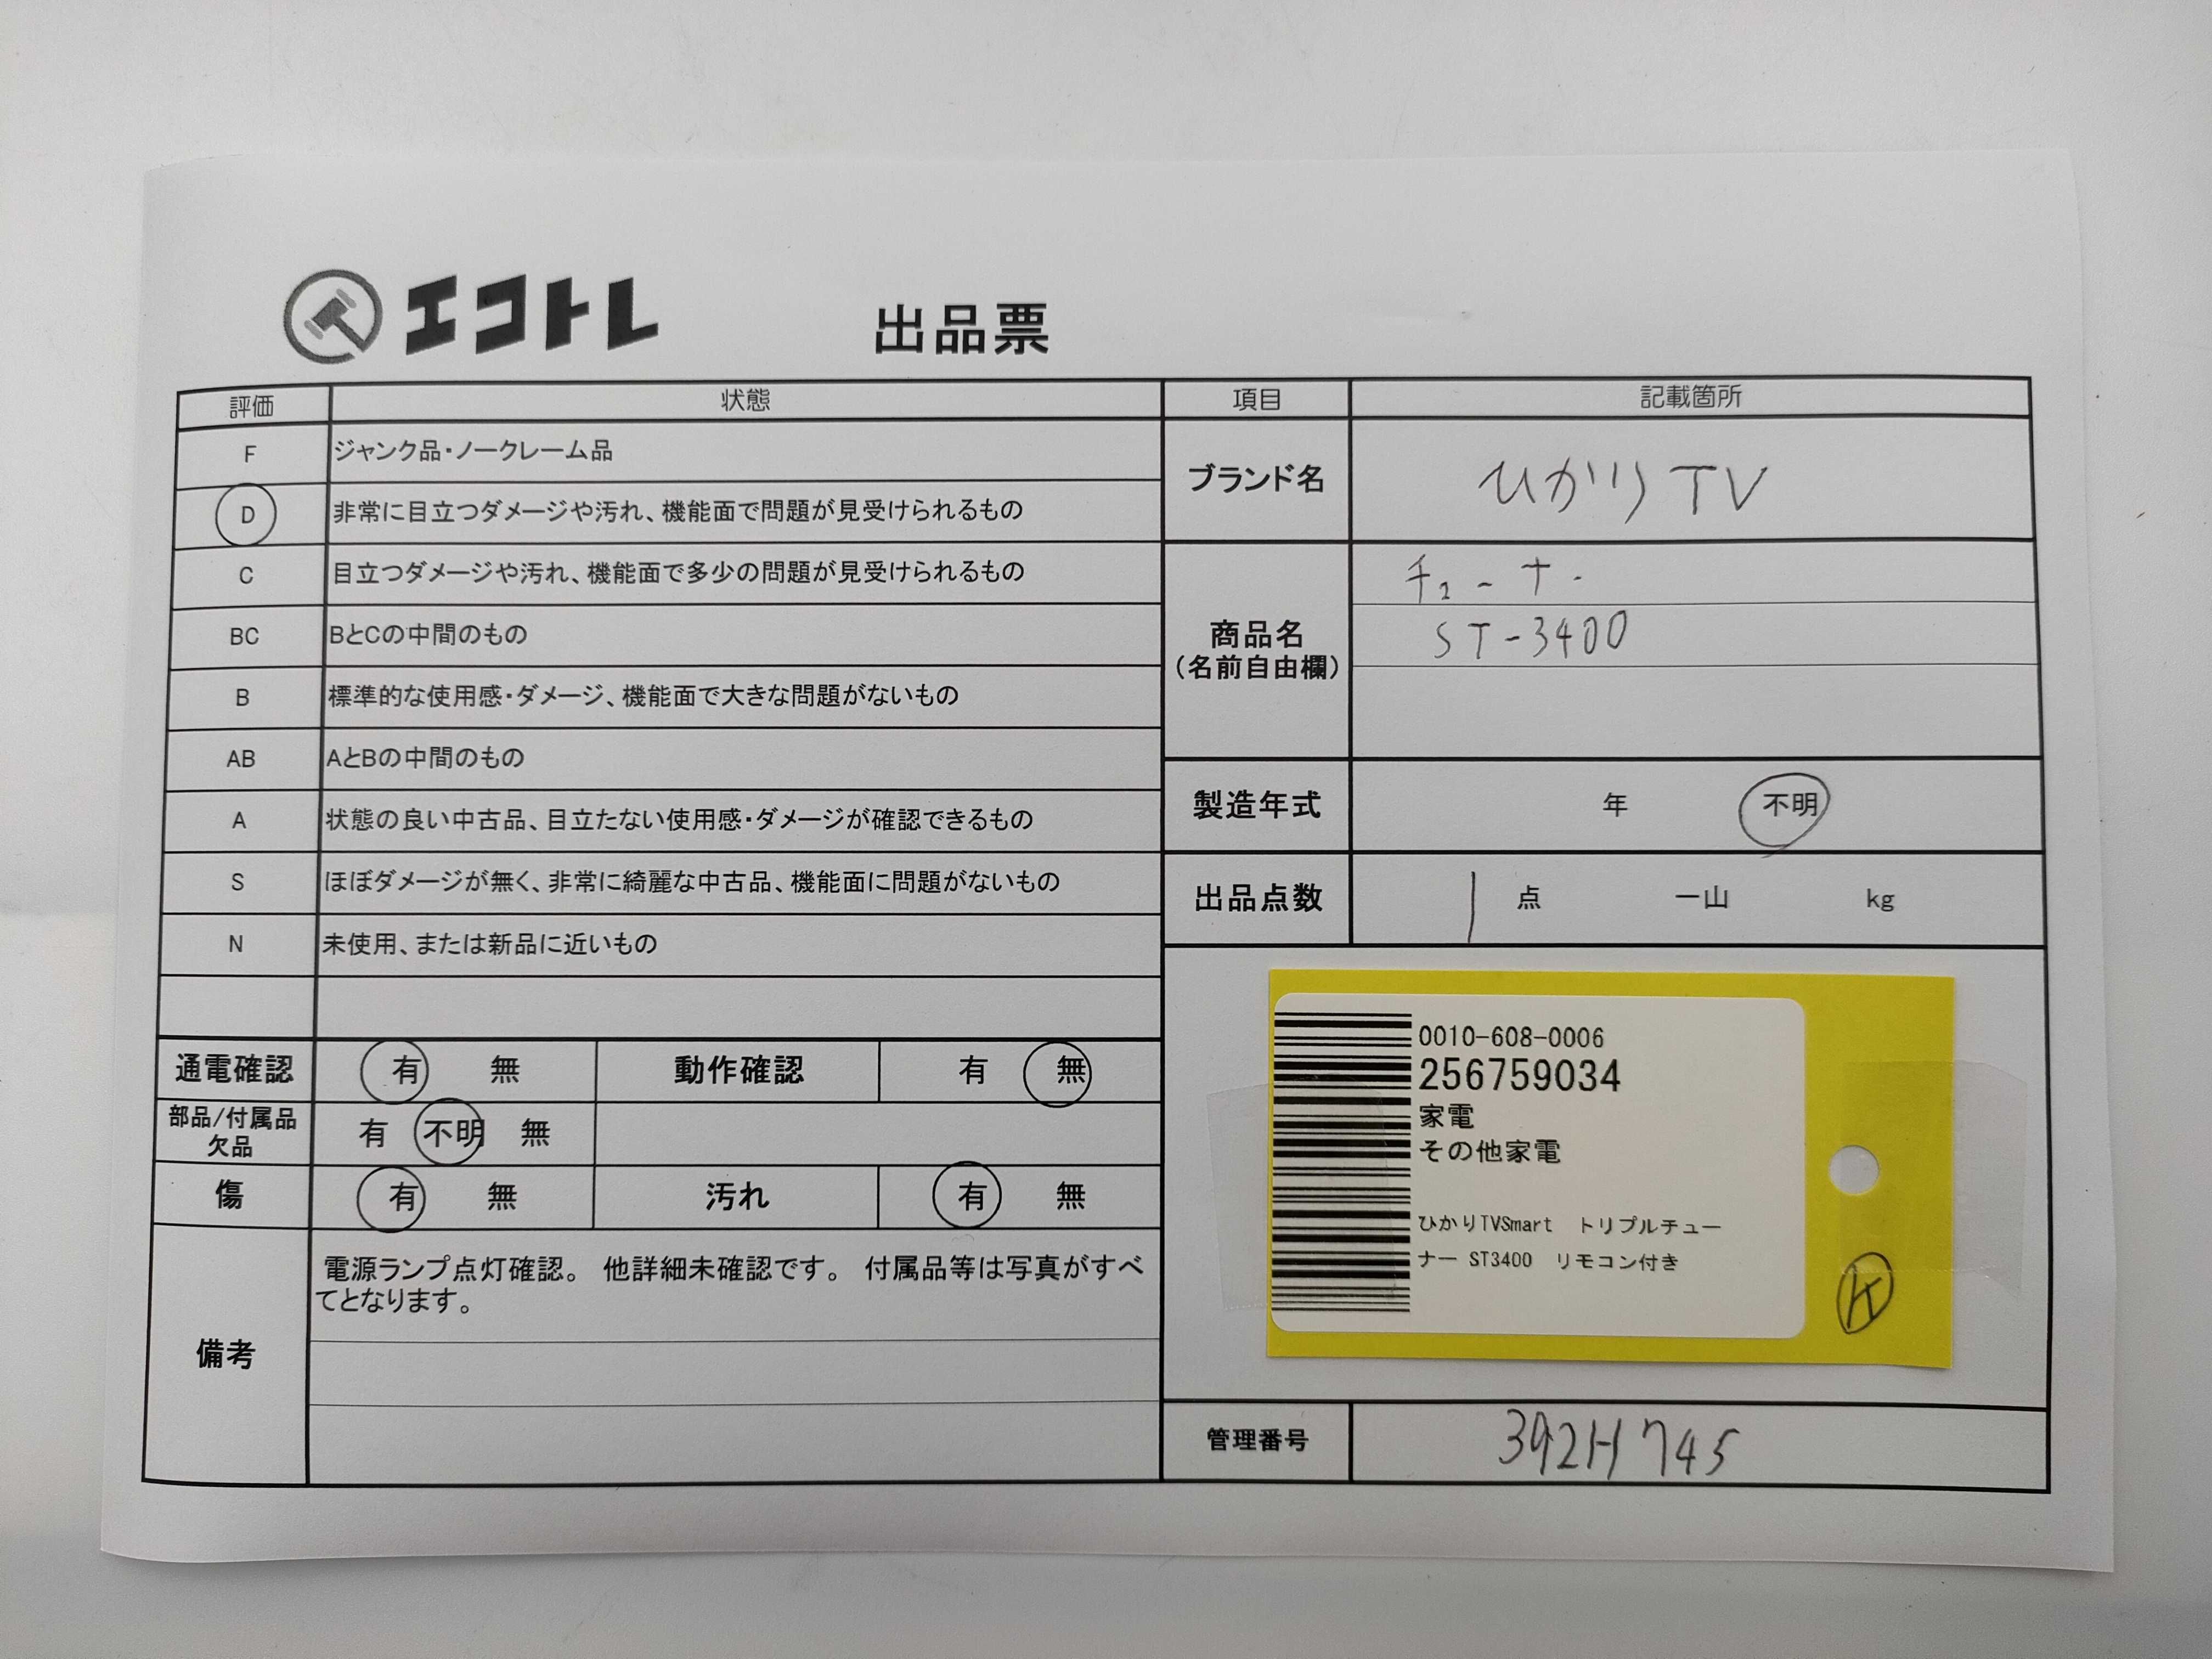 エコトレ
出品票
評価 状態
F ジャンク品・ノークレーム品
D 非常に目立つダメージや汚れ、機能面で問題が見受けられるもの
C 目立つダメージや汚れ、機能面で多少の問題が見受けられるもの
BC BとCの中間のもの
B 標準的な使用感・ダメージ、機能面で大きな問題がないもの
AB AとBの中間のもの
A 状態の良い中古品、目立たない使用感・ダメージが確認できるもの
S ほぼダメージが無く、非常に綺麗な中古品、機能面に問題がないもの
N 未使用、または新品に近いもの
通電確認 有 無 動作確認 有 無
部品/付属品
欠品
有 不明 無
傷 有 無 汚れ 有 無
備考
電源ランプ点灯確認。 他詳細未確認です。 付属品等は写真がすべ
てとなります。
項目 記載箇所
ブランド名 ひかりTV
商品名
(名前自由欄)
チューナー
ST-3400
製造年式 年 不明
出品点数 1 点 一山 kg
0010-608-0006
256759034
家電
その他家電
ひかりTVSmart トリプルチュー
ナー ST3400 リモコン付き
管理番号 392H745